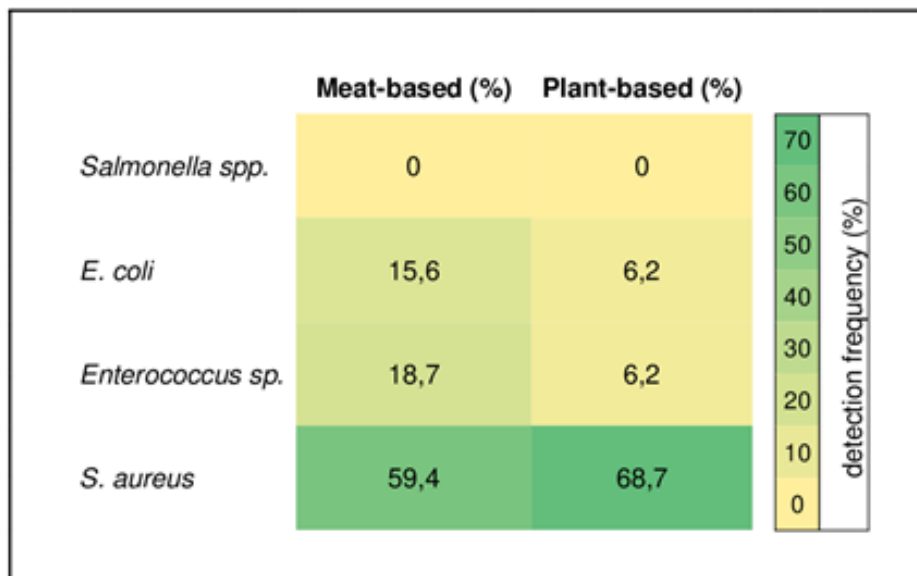 Meat-based (%) Plant-based (%)
Salmonella spp. 0 0
E. coli 15,6 6,2
Enterococcus sp. 18,7 6,2
S. aureus 59,4 68,7
70
60
50
40
30
20
10
0
detection frequency (%)